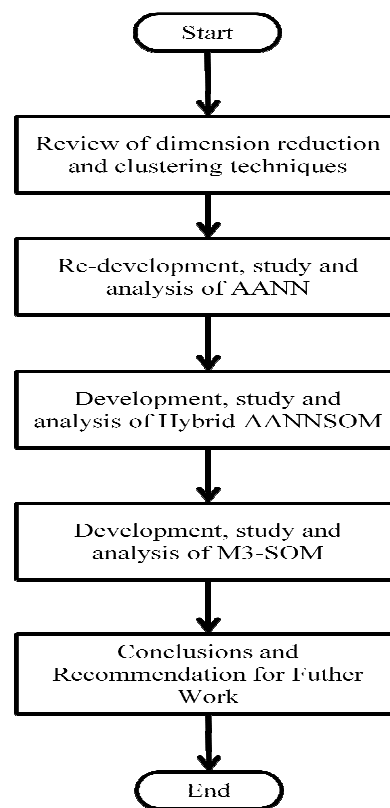 Start
Review of dimension reduction
and clustering techniques
Re-development, study and
analysis of AANN
Development, study and
analysis of Hybrid AANNSOM
Development, study and
analysis of M3-SOM
Conclusions and
Recommendation for Futher
Work
End